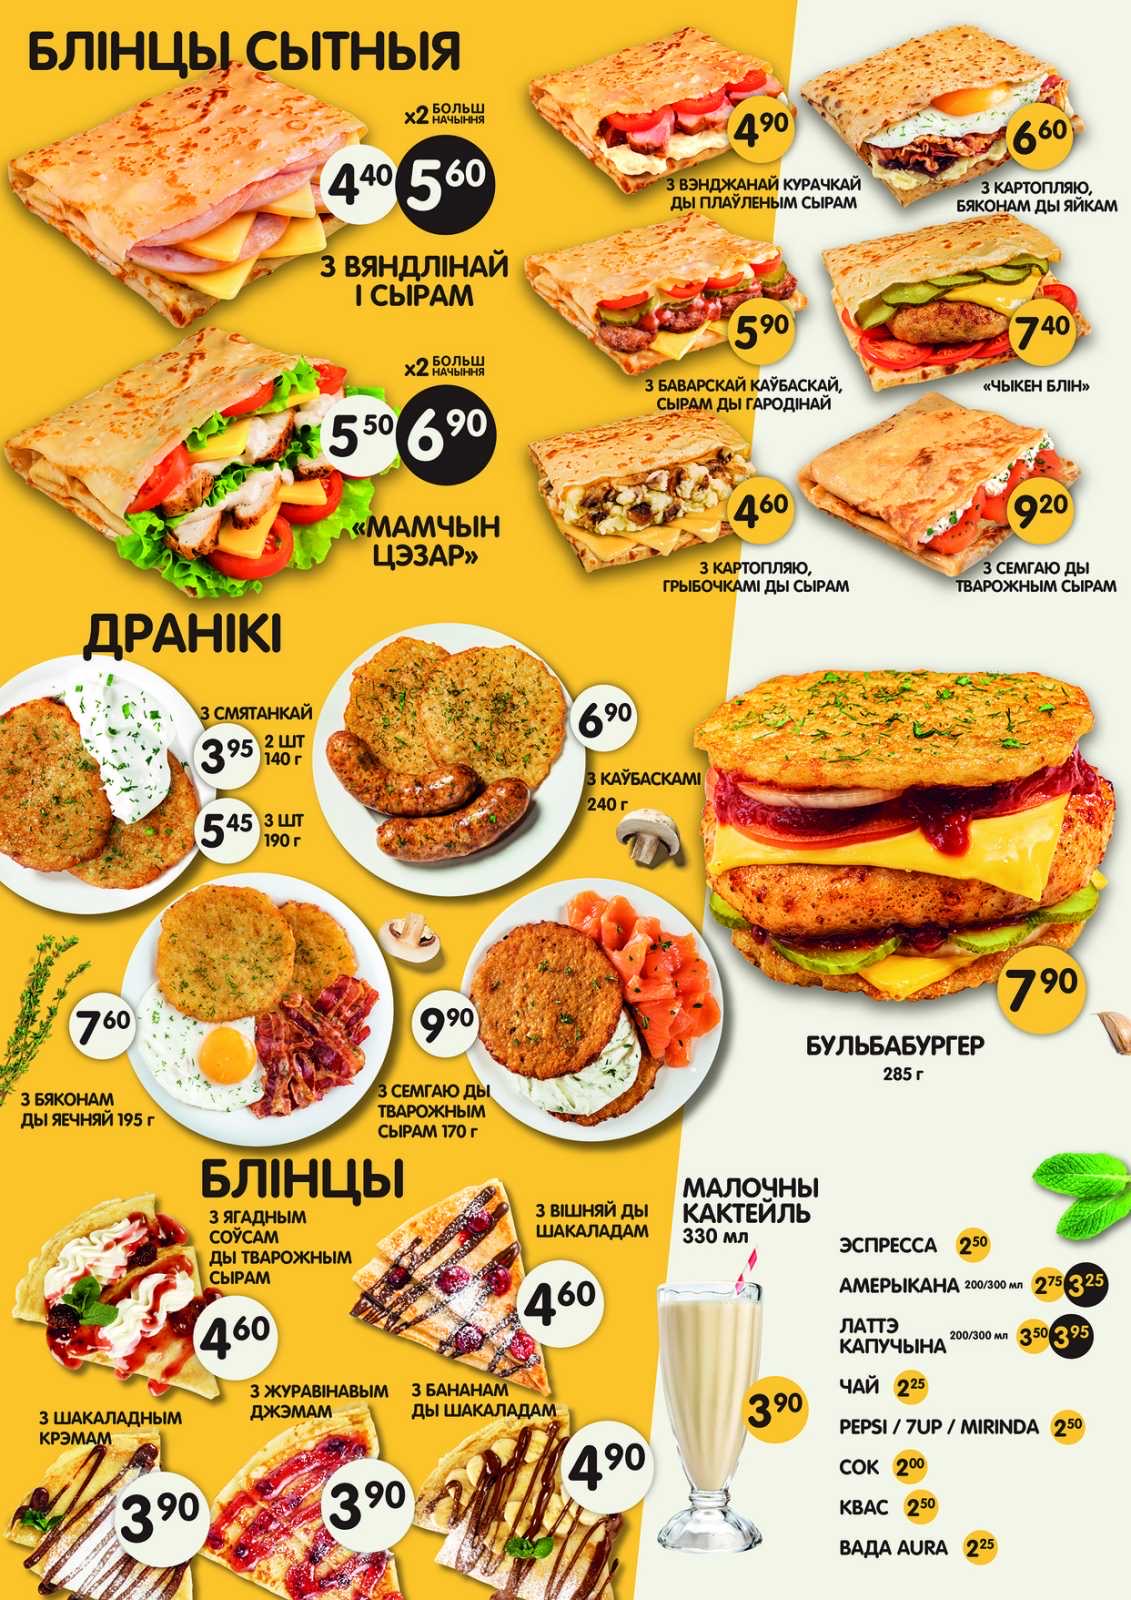 БЛІНЦЫ СЫТНЫЯ
x2 БОЛЬШ
НАЧЫННЯ
4 40
5 60
З ВЯНДЛІНАЙ
І СЫРАМ
x2 БОЛЬШ
НАЧЫННЯ
5 50
6 90
«МАМЧЫН
ЦЭЗАР»
4 90
З ВЭНДЖАНАЙ КУРАЧКАЙ
ДЫ ПЛАЎЛЕНЫМ СЫРАМ
6 60
З КАРТОПЛЯЮ,
БЯКОНАМ ДЫ ЯЙКАМ
5 90
З БАВАРСКАЙ КАЎБАСКАЙ,
СЫРАМ ДЫ ГАРОДІНАЙ
7 40
«ЧЫКЕН БЛІН»
4 60
З КАРТОПЛЯЮ,
ГРЫБОЧКАМІ ДЫ СЫРАМ
9 20
З СЕМГАЮ ДЫ
ТВАРОЖНЫМ СЫРАМ
ДРАНІКІ
З СМЯТАНКАЙ
3 95 2 ШТ
140 г
5 45 3 ШТ
190 г
6 90
З КАЎБАСКАМІ
240 г
7 60
З БЯКОНАМ
ДЫ ЯЕЧНЯЙ 195 г
9 90
З СЕМГАЮ ДЫ
ТВАРОЖНЫМ
СЫРАМ 170 г
7 90
БУЛЬБАБУРГЕР
285 г
БЛІНЦЫ
З ЯГАДНЫМ
СОЎСАМ
ДЫ ТВАРОЖНЫМ
СЫРАМ
4 60
З ВІШНЯЙ ДЫ
ШАКАЛАДАМ
4 60
З ШАКАЛАДНЫМ
КРЭМАМ
3 90
З ЖУРАВІНАВЫМ
ДЖЭМАМ
3 90
З БАНАНАМ
ДЫ ШАКАЛАДАМ
4 90
МАЛОЧНЫ
КАКТЕЙЛЬ
330 мл
3 90
ЭСПРЕССА 2 50
АМЕРЫКАНА 200/300 мл 2 75 3 25
ЛАТТЭ
КАПУЧЫНА 200/300 мл 3 50 3 95
ЧАЙ 2 25
PEPSI / 7UP / MIRINDA 2 50
СОК 2 00
КВАС 2 50
ВАДА AURA 2 25